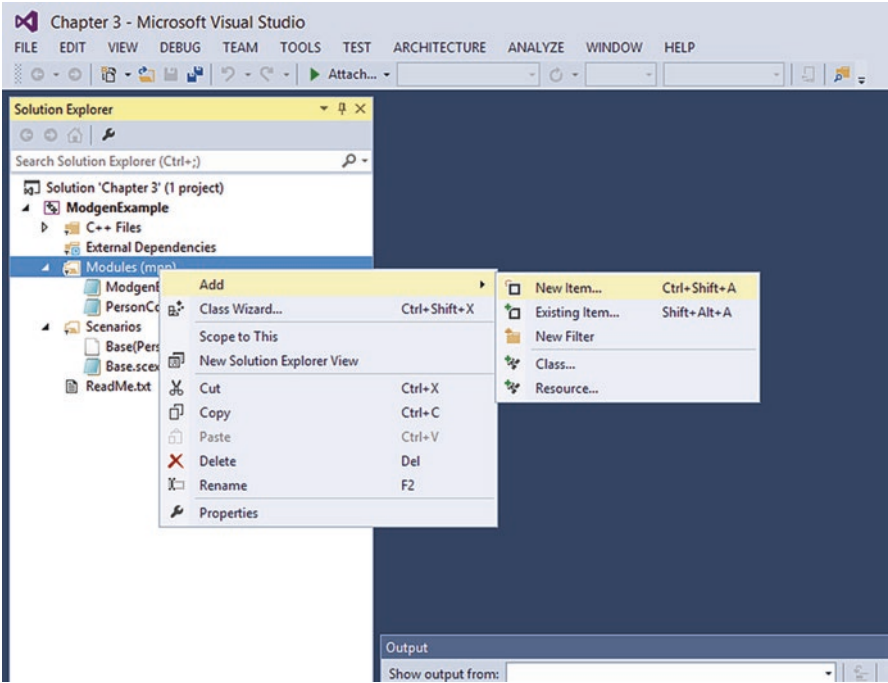 Chapter 3 - Microsoft Visual Studio
FILE EDIT VIEW DEBUG TEAM TOOLS TEST ARCHITECTURE ANALYZE WINDOW HELP
Attach...
Solution Explorer
Search Solution Explorer (Ctrl+;)
Solution 'Chapter 3' (1 project)
ModgenExample
C++ Files
External Dependencies
Modules (mpp)
Scenarios
ReadMe.txt
Add
Class Wizard... Ctrl+Shift+X
Scope to This
New Solution Explorer View
Cut Ctrl+X
Copy Ctrl+C
Paste Ctrl+V
Delete Del
Rename F2
Properties
New Item... Ctrl+Shift+A
Existing Item... Shift+Alt+A
New Filter
Class...
Resource...
Output
Show output from: